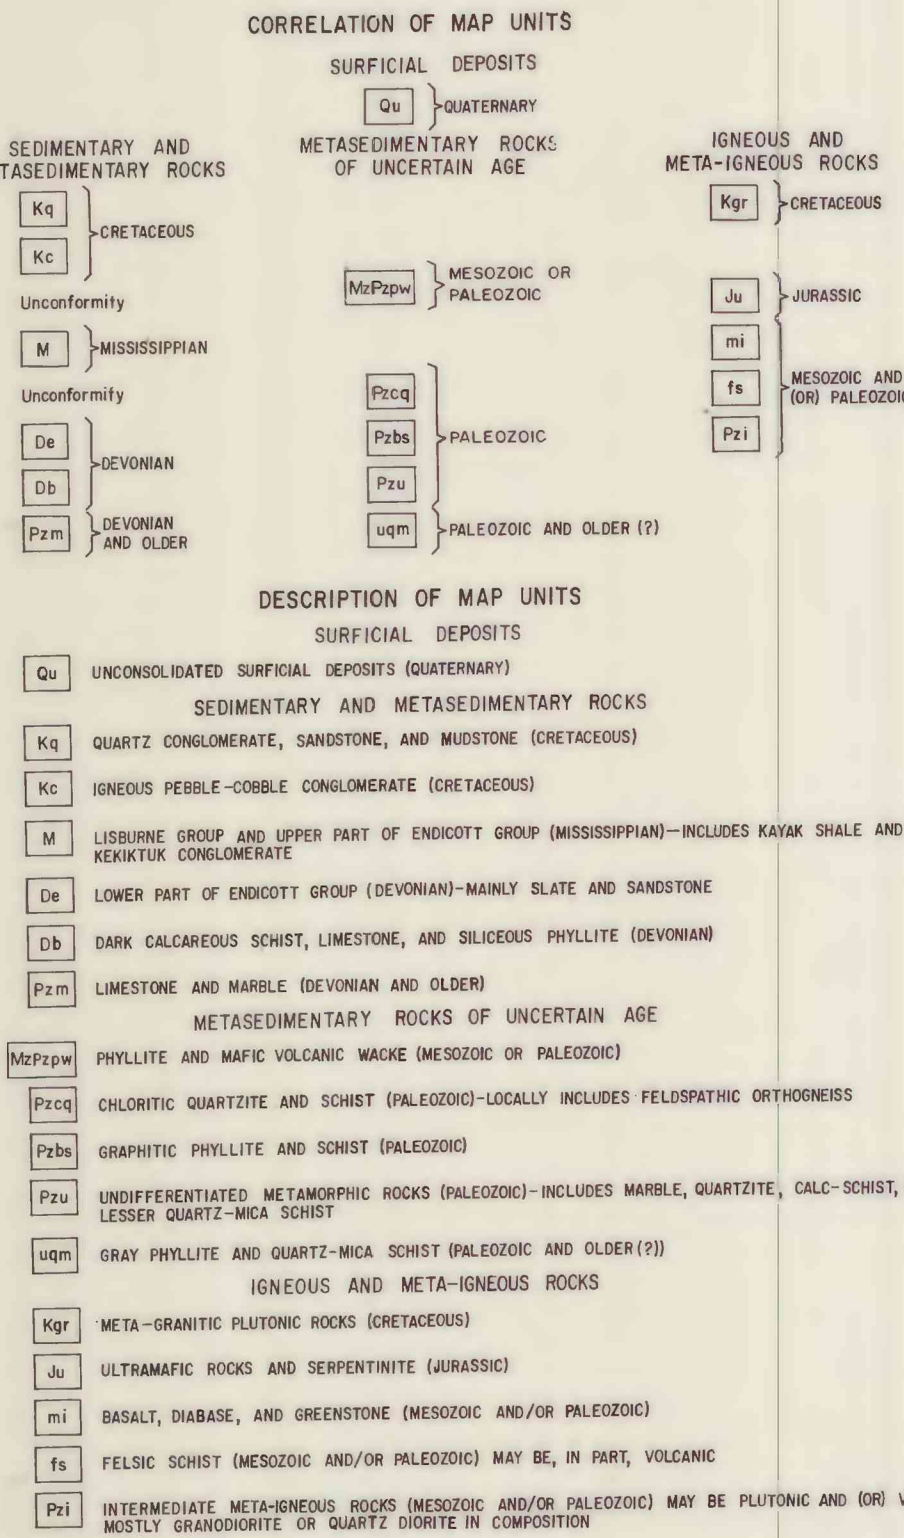 CORRELATION OF MAP UNITS
SURFICIAL DEPOSITS
Qu QUATERNARY
SEDIMENTARY AND
TASEDIMENTARY ROCKS
Kq
Kc
CRETACEOUS
Unconformity
M MISSISSIPPIAN
Unconformity
De
Db
DEVONIAN
Pzm
DEVONIAN
AND OLDER
METASEDIMENTARY ROCKS
OF UNCERTAIN AGE
MzPzpw
MESOZOIC OR
PALEOZOIC
Pzcq
Pzbs
Pzu
PALEOZOIC
uqm PALEOZOIC AND OLDER (?)
IGNEOUS AND
META-IGNEOUS ROCKS
Kgr CRETACEOUS
Ju JURASSIC
mi
fs
Pzi
MESOZOIC AND
(OR) PALEOZOIC
DESCRIPTION OF MAP UNITS
SURFICIAL DEPOSITS
Qu UNCONSOLIDATED SURFICIAL DEPOSITS (QUATERNARY)
SEDIMENTARY AND METASEDIMENTARY ROCKS
Kq QUARTZ CONGLOMERATE, SANDSTONE, AND MUDSTONE (CRETACEOUS)
Kc IGNEOUS PEBBLE-COBBLE CONGLOMERATE (CRETACEOUS)
M LISBURNE GROUP AND UPPER PART OF ENDICOTT GROUP (MISSISSIPPIAN)-INCLUDES KAYAK SHALE AND
KEKIKTUK CONGLOMERATE
De LOWER PART OF ENDICOTT GROUP (DEVONIAN)-MAINLY SLATE AND SANDSTONE
Db DARK CALCAREOUS SCHIST, LIMESTONE, AND SILICEOUS PHYLLITE (DEVONIAN)
Pzm LIMESTONE AND MARBLE (DEVONIAN AND OLDER)
METASEDIMENTARY ROCKS OF UNCERTAIN AGE
MzPzpw PHYLLITE AND MAFIC VOLCANIC WACKE (MESOZOIC OR PALEOZOIC)
Pzcq CHLORITIC QUARTZITE AND SCHIST (PALEOZOIC)-LOCALLY INCLUDES FELDSPATHIC ORTHOGNEISS
Pzbs GRAPHITIC PHYLLITE AND SCHIST (PALEOZOIC)
Pzu UNDIFFERENTIATED METAMORPHIC ROCKS (PALEOZOIC)-INCLUDES MARBLE, QUARTZITE, CALC-SCHIST,
LESSER QUARTZ-MICA SCHIST
uqm GRAY PHYLLITE AND QUARTZ-MICA SCHIST (PALEOZOIC AND OLDER(?))
IGNEOUS AND META-IGNEOUS ROCKS
Kgr META-GRANITIC PLUTONIC ROCKS (CRETACEOUS)
Ju ULTRAMAFIC ROCKS AND SERPENTINITE (JURASSIC)
mi BASALT, DIABASE, AND GREENSTONE (MESOZOIC AND/OR PALEOZOIC)
fs FELSIC SCHIST (MESOZOIC AND/OR PALEOZOIC) MAY BE, IN PART, VOLCANIC
Pzi INTERMEDIATE META-IGNEOUS ROCKS (MESOZOIC AND/OR PALEOZOIC) MAY BE PLUTONIC AND (OR)
MOSTLY GRANODIORITE OR QUARTZ DIORITE IN COMPOSITION